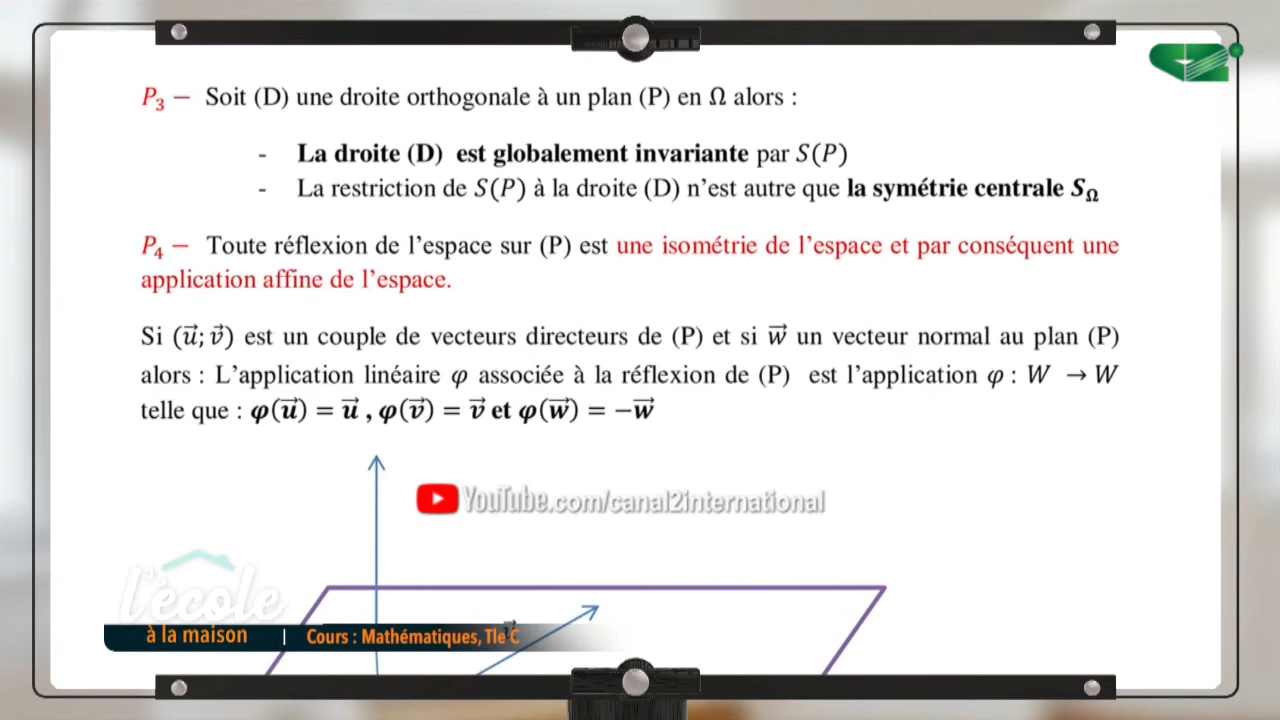 P₃ − Soit (D) une droite orthogonale à un plan (P) en Ω alors :
- La droite (D) est globalement invariante par S(P)
- La restriction de S(P) à la droite (D) n’est autre que la symétrie centrale S_Ω
P₄ − Toute réflexion de l’espace sur (P) est une isométrie de l’espace et par conséquent une
application affine de l’espace.
Si (u⃗; v⃗) est un couple de vecteurs directeurs de (P) et si w⃗ un vecteur normal au plan (P)
alors : L’application linéaire φ associée à la réflexion de (P) est l’application φ : W → W
telle que : φ(u⃗) = u⃗ , φ(v⃗) = v⃗ et φ(w⃗) = −w⃗
YouTube.com/canal2international
l'école
à la maison | Cours : Mathématiques, Tle C